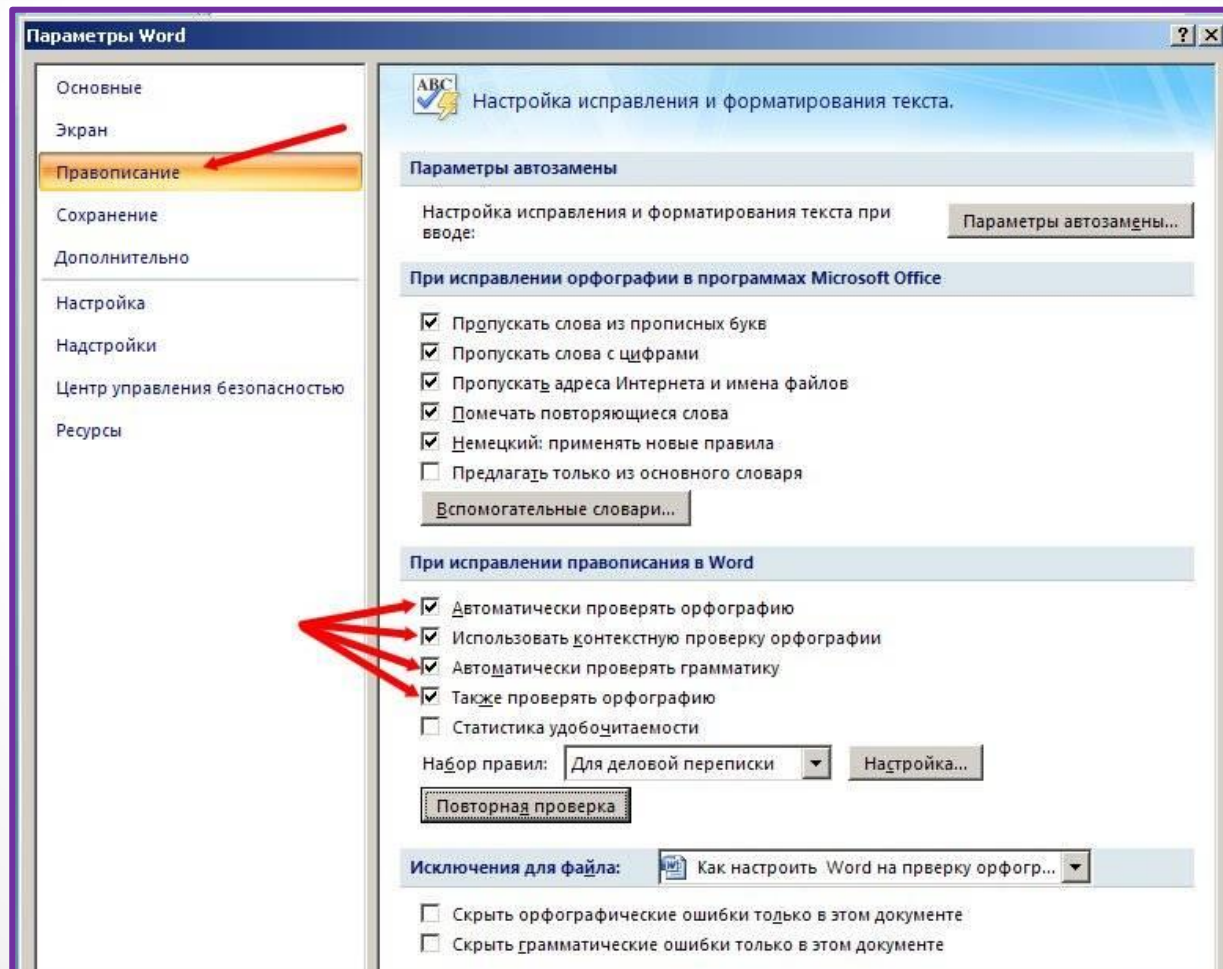 Параметры Word
Основные
Экран
Правописание
Сохранение
Дополнительно
Настройка
Надстройки
Центр управления безопасностью
Ресурсы
ABC
Настройка исправления и форматирования текста.
Параметры автозамены
Настройка исправления и форматирования текста при
вводе:
Параметры автозамены...
При исправлении орфографии в программах Microsoft Office
Пропускать слова из прописных букв
Пропускать слова с цифрами
Пропускать адреса Интернета и имена файлов
Помечать повторяющиеся слова
Немецкий: применять новые правила
Предлагать только из основного словаря
Вспомогательные словари...
При исправлении правописания в Word
Автоматически проверять орфографию
Использовать контекстную проверку орфографии
Автоматически проверять грамматику
Также проверять орфографию
Статистика удобочитаемости
Набор правил: Для деловой переписки Настройка...
Повторная проверка
Исключения для файла: Как настроить Word на прверку орфогр...
Скрыть орфографические ошибки только в этом документе
Скрыть грамматические ошибки только в этом документе